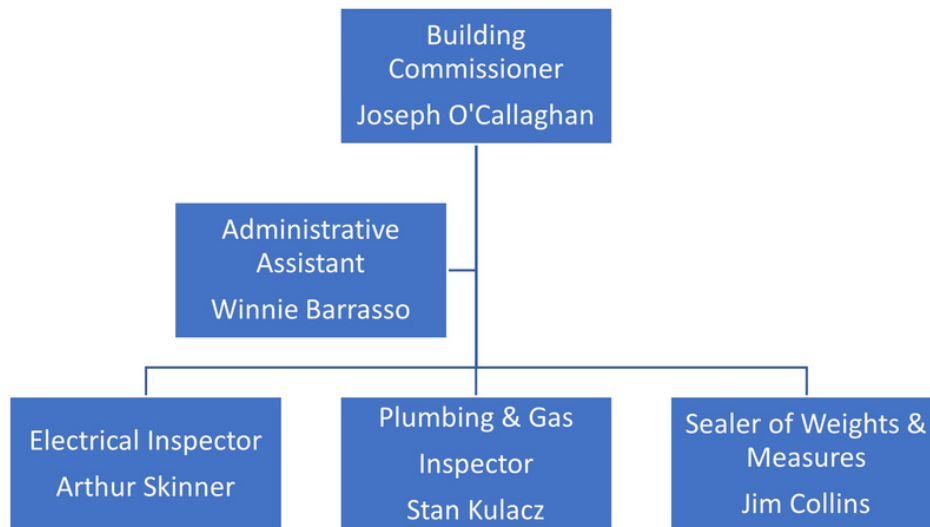 Building
Commissioner
Joseph O'Callaghan
Administrative
Assistant
Winnie Barrasso
Electrical Inspector
Arthur Skinner
Plumbing & Gas
Inspector
Stan Kulacz
Sealer of Weights &
Measures
Jim Collins